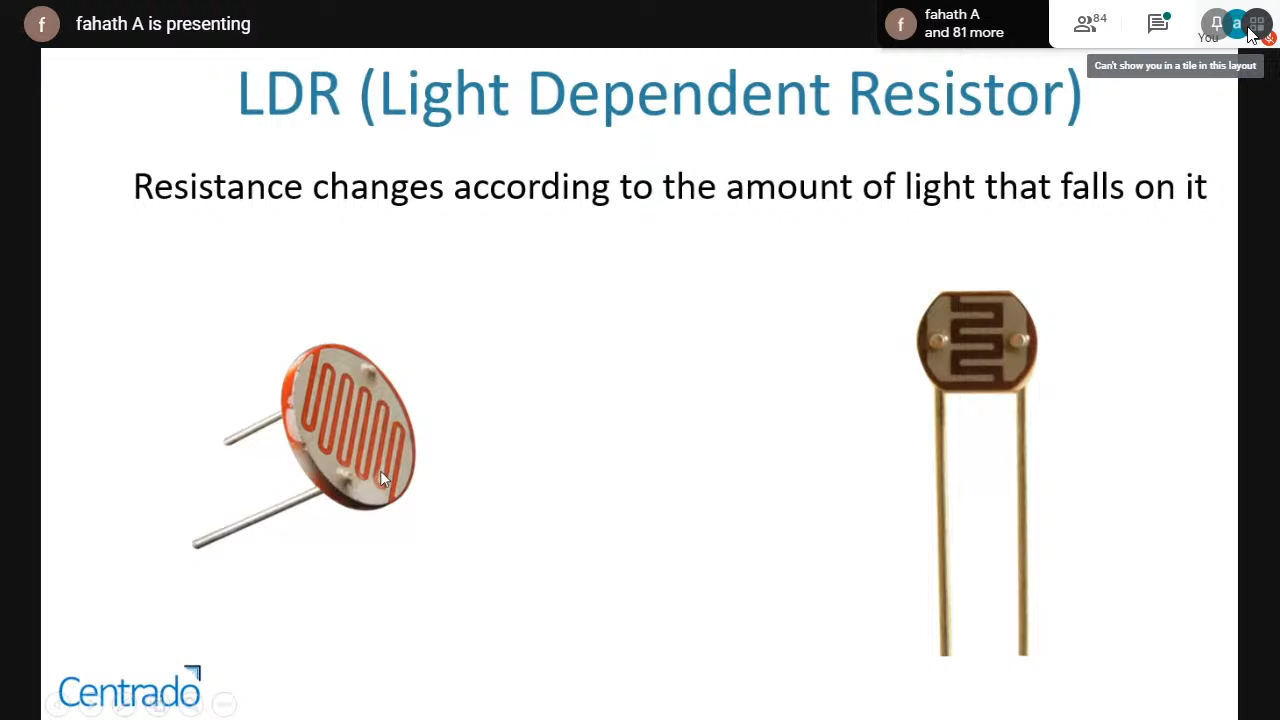 f
fahath A is presenting
f
fahath A
and 81 more
84
a
You
Can't show you in a tile in this layout
LDR (Light Dependent Resistor)
Resistance changes according to the amount of light that falls on it
Centrado